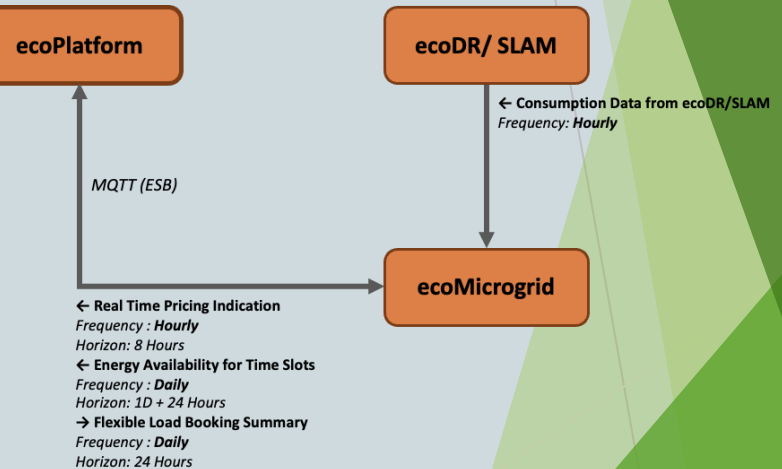 ecoPlatform
ecoDR/ SLAM
← Consumption Data from ecoDR/SLAM
Frequency: Hourly
MQTT (ESB)
ecoMicrogrid
← Real Time Pricing Indication
Frequency : Hourly
Horizon: 8 Hours
← Energy Availability for Time Slots
Frequency : Daily
Horizon: 1D + 24 Hours
→ Flexible Load Booking Summary
Frequency : Daily
Horizon: 24 Hours